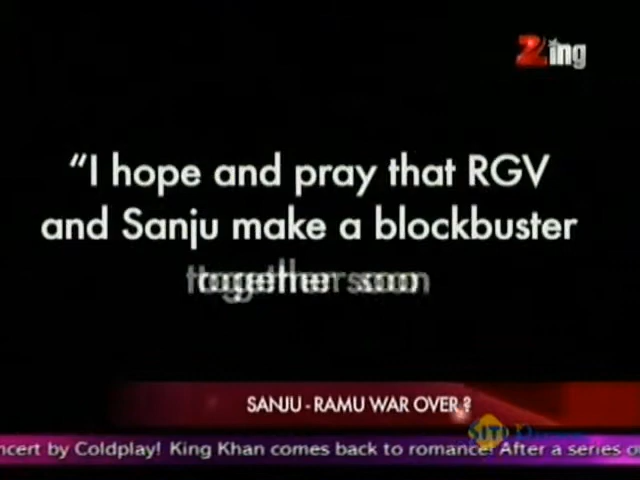 Zing
“I hope and pray that RGV
and Sanju make a blockbuster
together soon
SANJU - RAMU WAR OVER ?
SITI
ncert by Coldplay! King Khan comes back to romance! After a series o